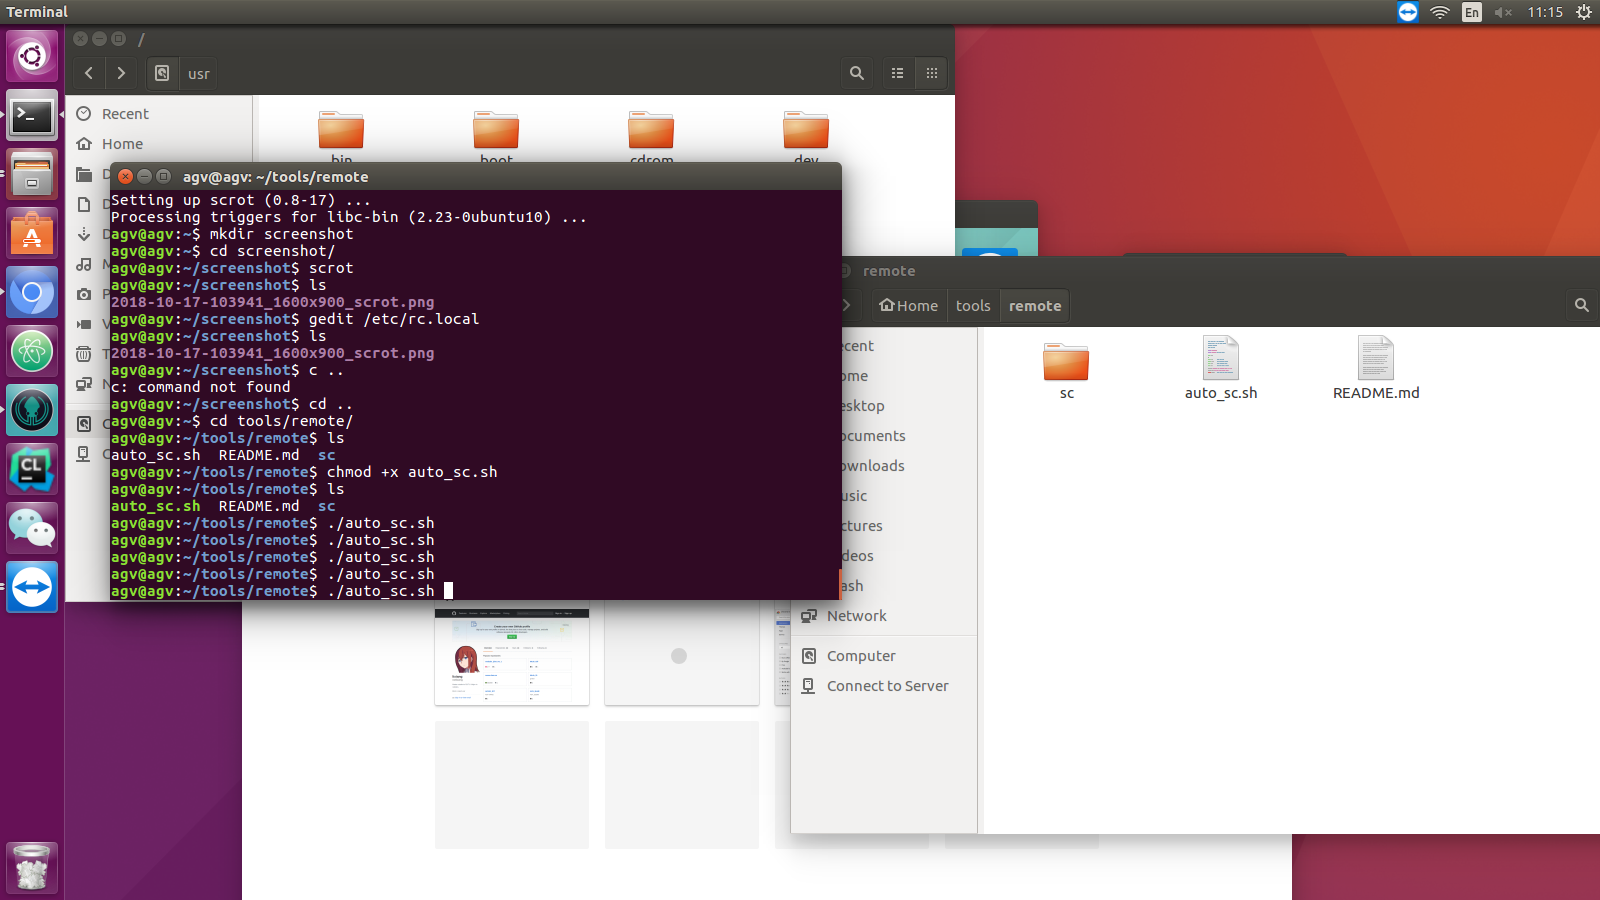 Terminal
En
11:15
/
usr
Recent
Home
bin
boot
cdrom
dev
agv@agv: ~/tools/remote
Setting up scrot (0.8-17) ...
Processing triggers for libc-bin (2.23-0ubuntu10) ...
agv@agv:~$ mkdir screenshot
agv@agv:~$ cd screenshot/
agv@agv:~/screenshot$ scrot
agv@agv:~/screenshot$ ls
2018-10-17-103941_1600x900_scrot.png
agv@agv:~/screenshot$ gedit /etc/rc.local
agv@agv:~/screenshot$ ls
2018-10-17-103941_1600x900_scrot.png
agv@agv:~/screenshot$ c ..
c: command not found
agv@agv:~/screenshot$ cd ..
agv@agv:~$ cd tools/remote/
agv@agv:~/tools/remote$ ls
auto_sc.sh  README.md  sc
agv@agv:~/tools/remote$ chmod +x auto_sc.sh
agv@agv:~/tools/remote$ ls
auto_sc.sh  README.md  sc
agv@agv:~/tools/remote$ ./auto_sc.sh
agv@agv:~/tools/remote$ ./auto_sc.sh
agv@agv:~/tools/remote$ ./auto_sc.sh
agv@agv:~/tools/remote$ ./auto_sc.sh
agv@agv:~/tools/remote$ ./auto_sc.sh
remote
Home
tools
remote
ecent
ome
esktop
ocuments
ownloads
usic
ctures
deos
ash
Network
Computer
Connect to Server
sc
auto_sc.sh
README.md